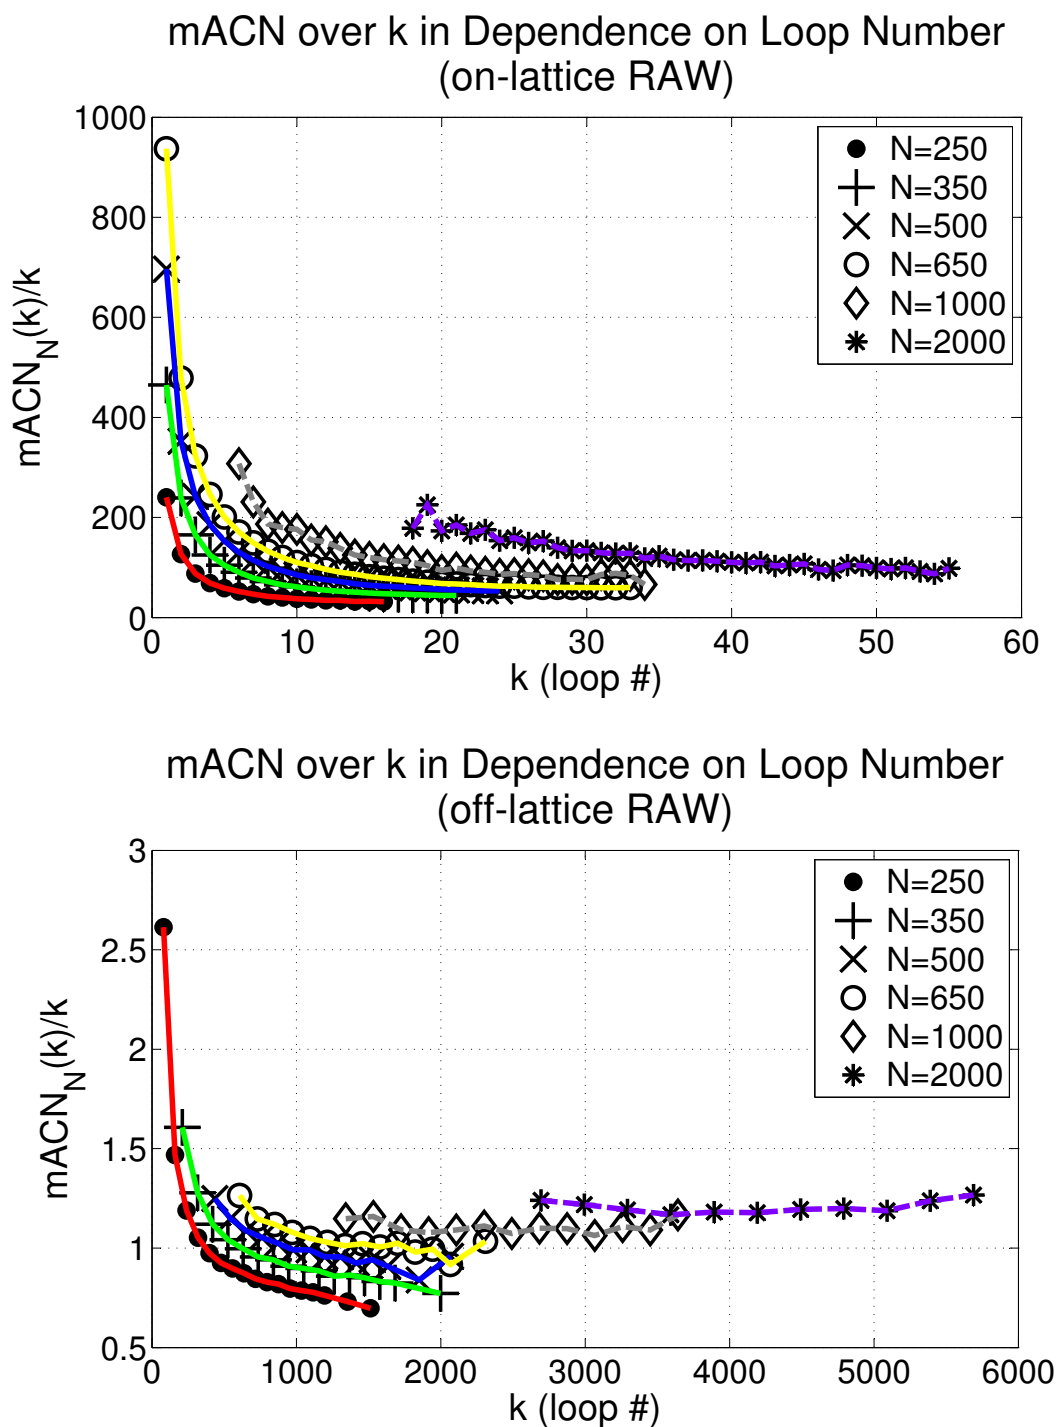 mACN over k in Dependence on Loop Number
(on-lattice RAW)
1000
800
600
400
200
0
mACN_N(k)/k
0 10 20 30 40 50 60
k (loop #)
N=250
N=350
N=500
N=650
N=1000
N=2000
mACN over k in Dependence on Loop Number
(off-lattice RAW)
3
2.5
2
1.5
1
0.5
mACN_N(k)/k
0 1000 2000 3000 4000 5000 6000
k (loop #)
N=250
N=350
N=500
N=650
N=1000
N=2000